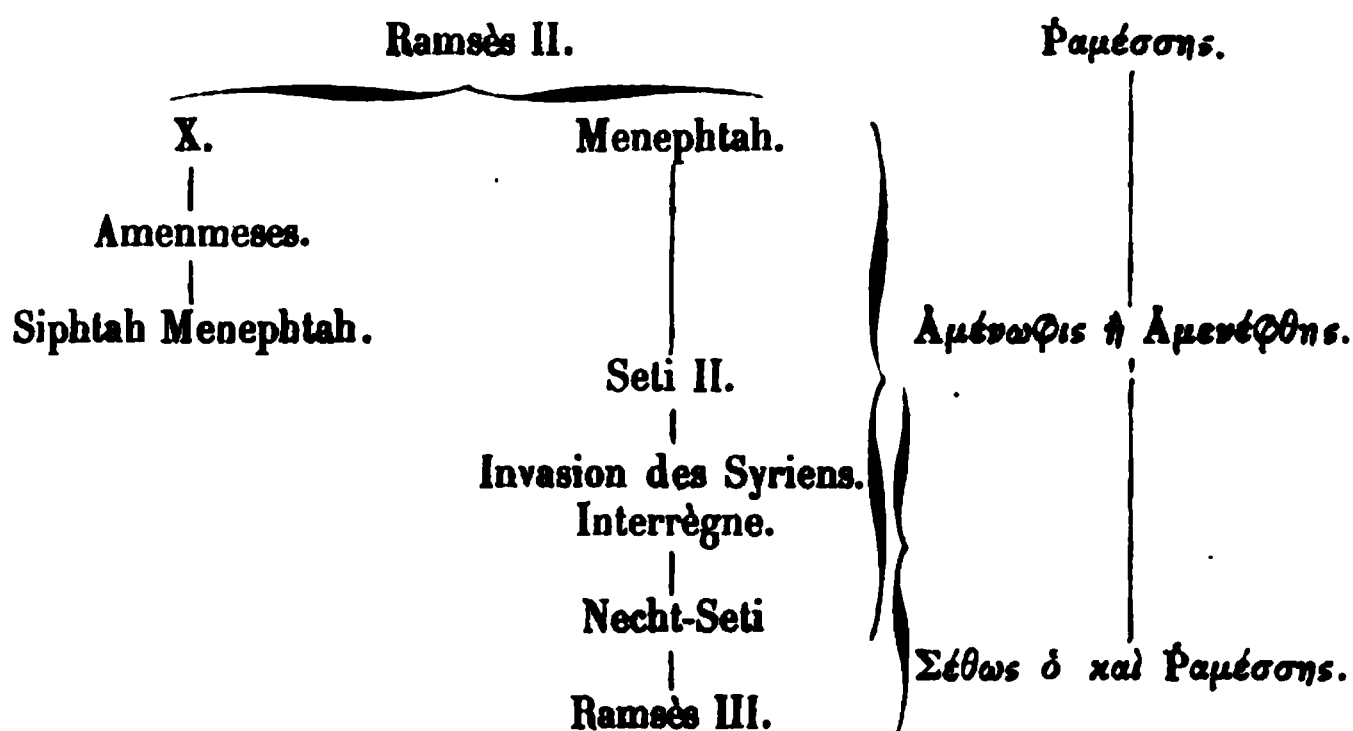 Ramsès II. Ῥαμέσσης.
X. Menephtah.
Amenmeses.
Siphtah Menephtah. Ἀμένωφις ἢ Ἀμενέφθης.
Seti II.
Invasion des Syriens.
Interrègne.
Necht-Seti
Σέθως ὁ καὶ Ῥαμέσσης.
Ramsès III.